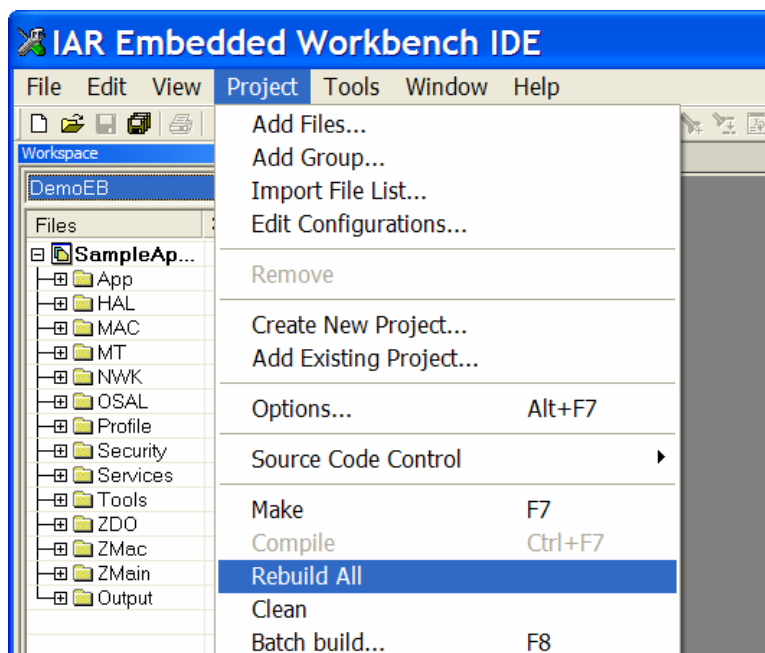 IAR Embedded Workbench IDE
File Edit View Project Tools Window Help
Workspace
DemoEB
Files
SampleAp...
App
HAL
MAC
MT
NWK
OSAL
Profile
Security
Services
Tools
ZDO
ZMac
ZMain
Output
Add Files...
Add Group...
Import File List...
Edit Configurations...
Remove
Create New Project...
Add Existing Project...
Options... Alt+F7
Source Code Control
Make F7
Compile Ctrl+F7
Rebuild All
Clean
Batch build... F8